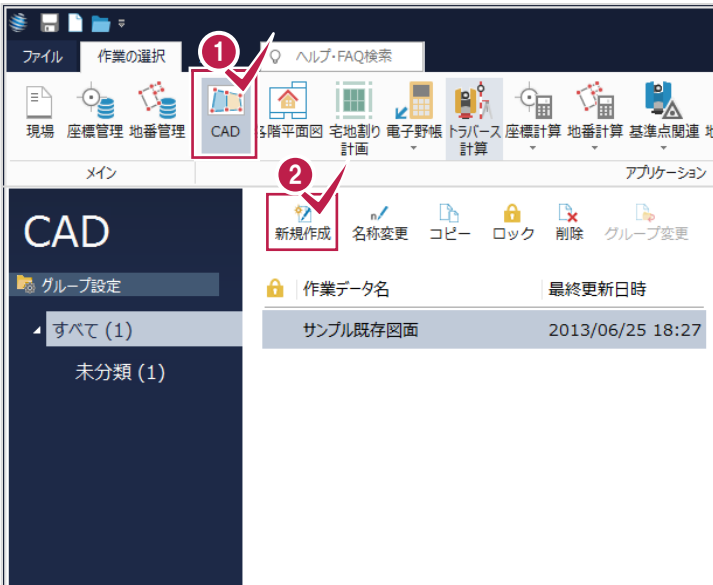 ファイル 作業の選択 ヘルプ・FAQ検索
1
現場 座標管理 地番管理 CAD 各階平面図 宅地割り計画 電子野帳 トラバース計算 座標計算 地番計算 基準点関連
メイン アプリケーション
2
CAD
新規作成 名称変更 コピー ロック 削除 グループ変更
グループ設定
作業データ名 最終更新日時
すべて (1)
サンプル既存図面 2013/06/25 18:27
未分類 (1)